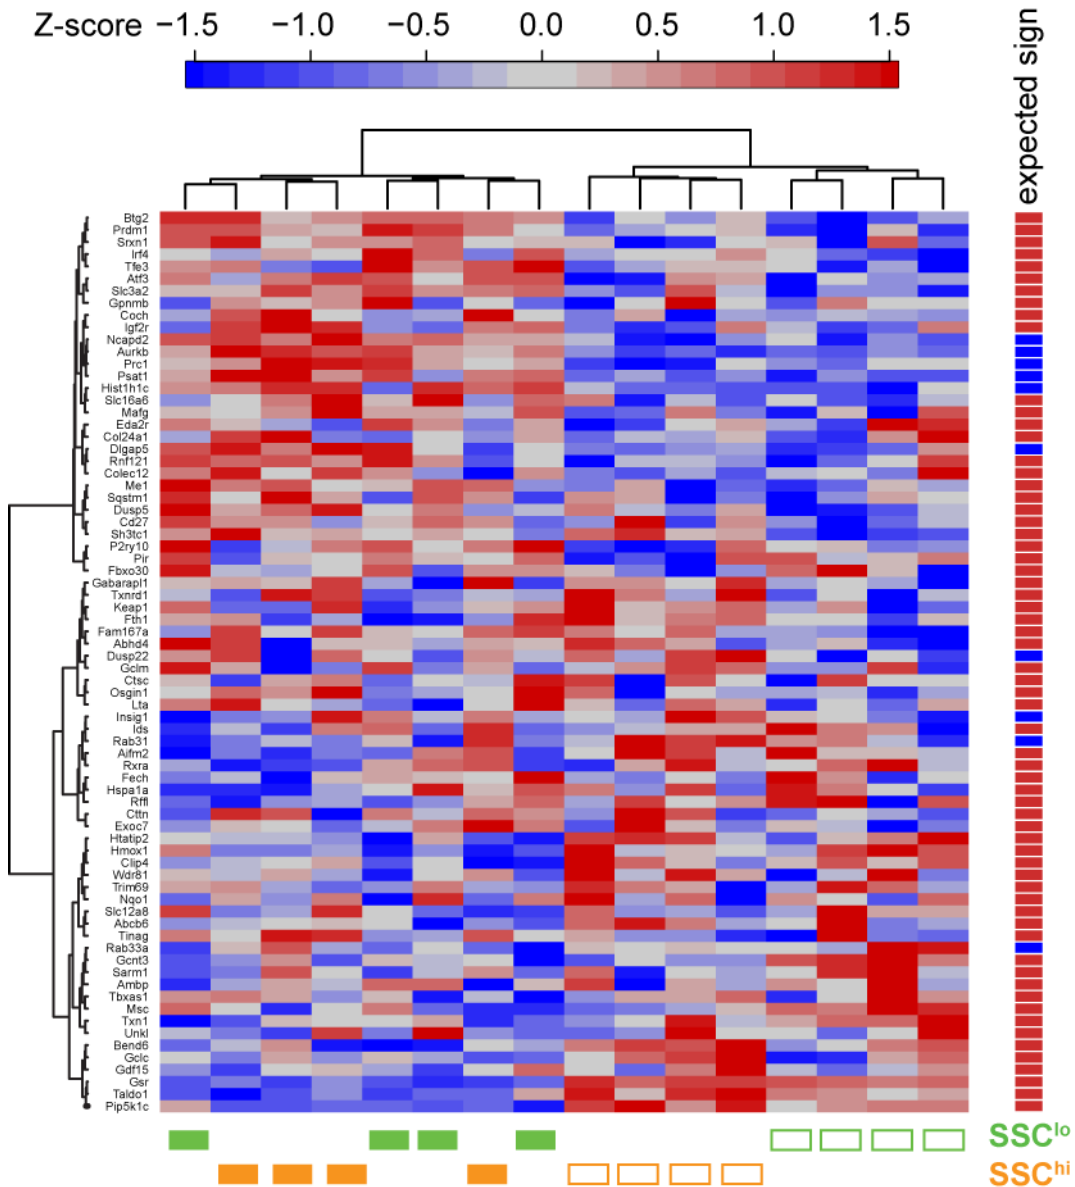 Z-score −1.5 −1.0 −0.5 0.0 0.5 1.0 1.5
expected sign
Btg2
Prdm1
Srxn1
Irf4
Tfe3
Atf3
Slc3a2
Gpnmb
Coch
Igf2r
Ncapd2
Aurkb
Prc1
Psat1
Hist1h1c
Slc16a6
Mafg
Eda2r
Col24a1
Dlgap5
Rnf121
Colec12
Me1
Sqstm1
Dusp5
Cd27
Sh3tc1
P2ry10
Pir
Fbxo30
Gabarapl1
Txnrd1
Keap1
Fth1
Fam167a
Abhd4
Dusp22
Gclm
Ctsc
Osgin1
Lta
Insig1
Ids
Rab31
Aifm2
Rxra
Fech
Hspa1a
Rffl
Cttn
Exoc7
Htatip2
Hmox1
Clip4
Wdr81
Trim69
Nqo1
Slc12a8
Abcb6
Tinag
Rab33a
Gcnt3
Sarm1
Ambp
Tbxas1
Msc
Txn1
Unkl
Bend6
Gclc
Gdf15
Gsr
Taldo1
Pip5k1c
SSClo
SSChi